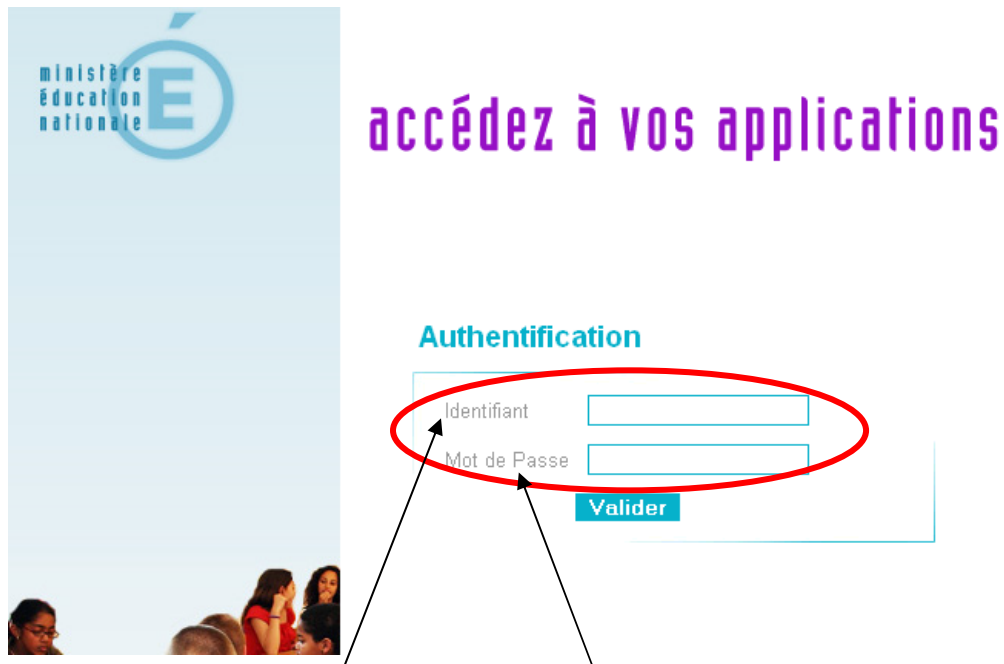 ministère
éducation
nationale
É
accédez à vos applications
Authentification
Identifiant
Mot de Passe
Valider